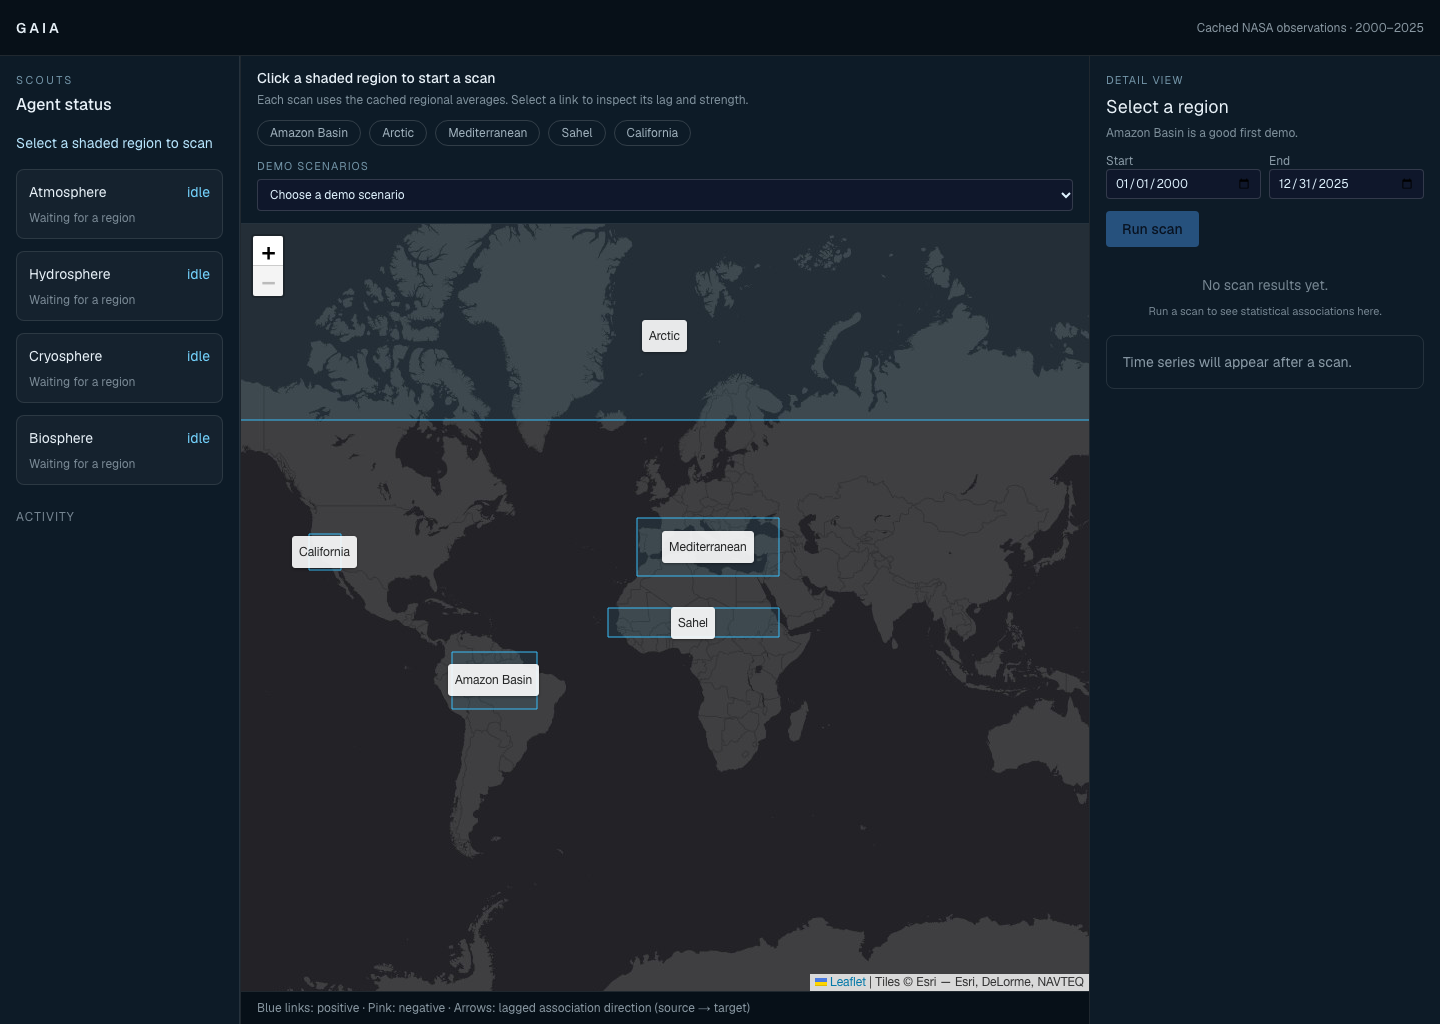 GAIA
Cached NASA observations · 2000–2025
SCOUTS
Agent status
Select a shaded region to scan
Atmosphere idle
Waiting for a region
Hydrosphere idle
Waiting for a region
Cryosphere idle
Waiting for a region
Biosphere idle
Waiting for a region
ACTIVITY
Click a shaded region to start a scan
Each scan uses the cached regional averages. Select a link to inspect its lag and strength.
Amazon Basin Arctic Mediterranean Sahel California
DEMO SCENARIOS
Choose a demo scenario
+
−
Arctic
California
Mediterranean
Sahel
Amazon Basin
Leaflet | Tiles © Esri — Esri, DeLorme, NAVTEQ
Blue links: positive · Pink: negative · Arrows: lagged association direction (source → target)
DETAIL VIEW
Select a region
Amazon Basin is a good first demo.
Start End
01/01/2000 12/31/2025
Run scan
No scan results yet.
Run a scan to see statistical associations here.
Time series will appear after a scan.